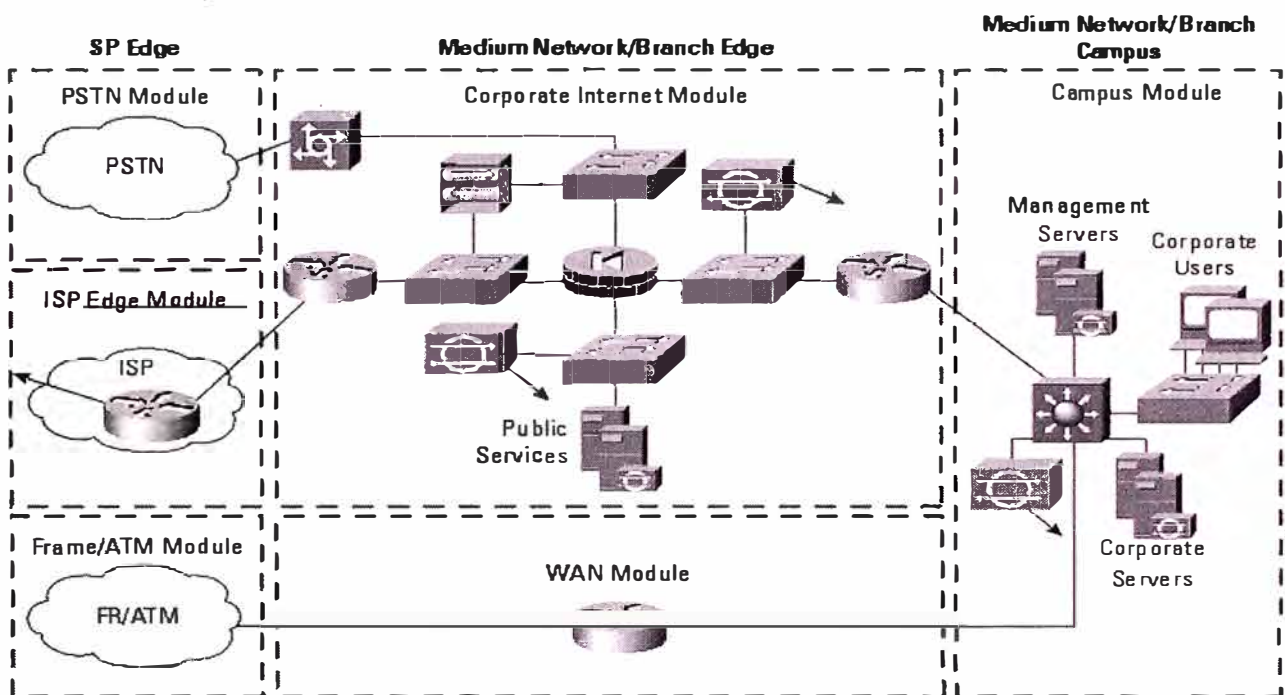 SP Edge
Medium Network/Branch Edge
Medium Network/Branch
Campus
PSTN Module
PSTN
ISP Edge Module
ISP
Frame/ATM Module
FR/ATM
Corporate Internet Module
Public
Services
WAN Module
Campus Module
Management
Servers
Corporate
Users
Corporate
Servers